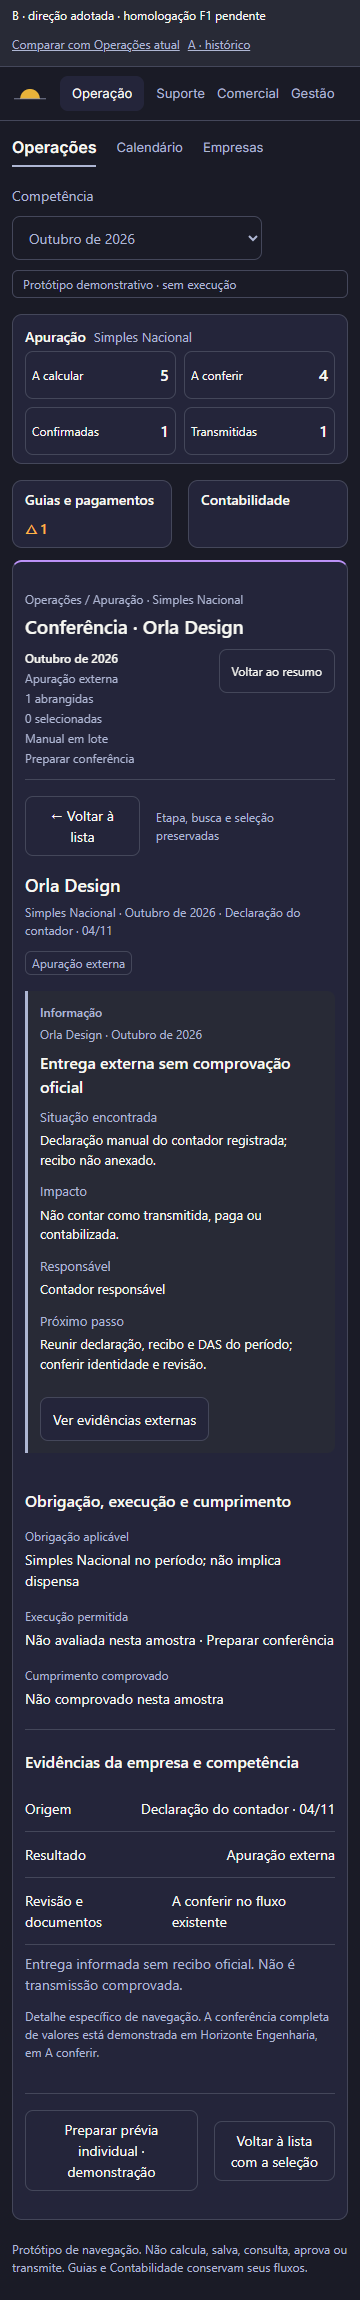 B · direção adotada · homologação F1 pendente
Comparar com Operações atual A · histórico
Operação Suporte Comercial Gestão
Operações Calendário Empresas
Competência
Outubro de 2026
Protótipo demonstrativo · sem execução
Apuração Simples Nacional
A calcular 5 A conferir 4
Confirmadas 1 Transmitidas 1
Guias e pagamentos Contabilidade
△ 1
Operações / Apuração · Simples Nacional
Conferência · Orla Design
Outubro de 2026
Apuração externa
1 abrangidas
0 selecionadas
Manual em lote
Preparar conferência
Voltar ao resumo
← Voltar à
lista
Etapa, busca e seleção
preservadas
Orla Design
Simples Nacional · Outubro de 2026 · Declaração do
contador · 04/11
Apuração externa
Informação
Orla Design · Outubro de 2026
Entrega externa sem comprovação
oficial
Situação encontrada
Declaração manual do contador registrada;
recibo não anexado.
Impacto
Não contar como transmitida, paga ou
contabilizada.
Responsável
Contador responsável
Próximo passo
Reunir declaração, recibo e DAS do período;
conferir identidade e revisão.
Ver evidências externas
Obrigação, execução e cumprimento
Obrigação aplicável
Simples Nacional no período; não implica
dispensa
Execução permitida
Não avaliada nesta amostra · Preparar conferência
Cumprimento comprovado
Não comprovado nesta amostra
Evidências da empresa e competência
Origem Declaração do contador · 04/11
Resultado Apuração externa
Revisão e
documentos
A conferir no fluxo
existente
Entrega informada sem recibo oficial. Não é
transmissão comprovada.
Detalhe específico de navegação. A conferência completa
de valores está demonstrada em Horizonte Engenharia,
em A conferir.
Preparar prévia
individual ·
demonstração
Voltar à lista
com a seleção
Protótipo de navegação. Não calcula, salva, consulta, aprova ou
transmite. Guias e Contabilidade conservam seus fluxos.